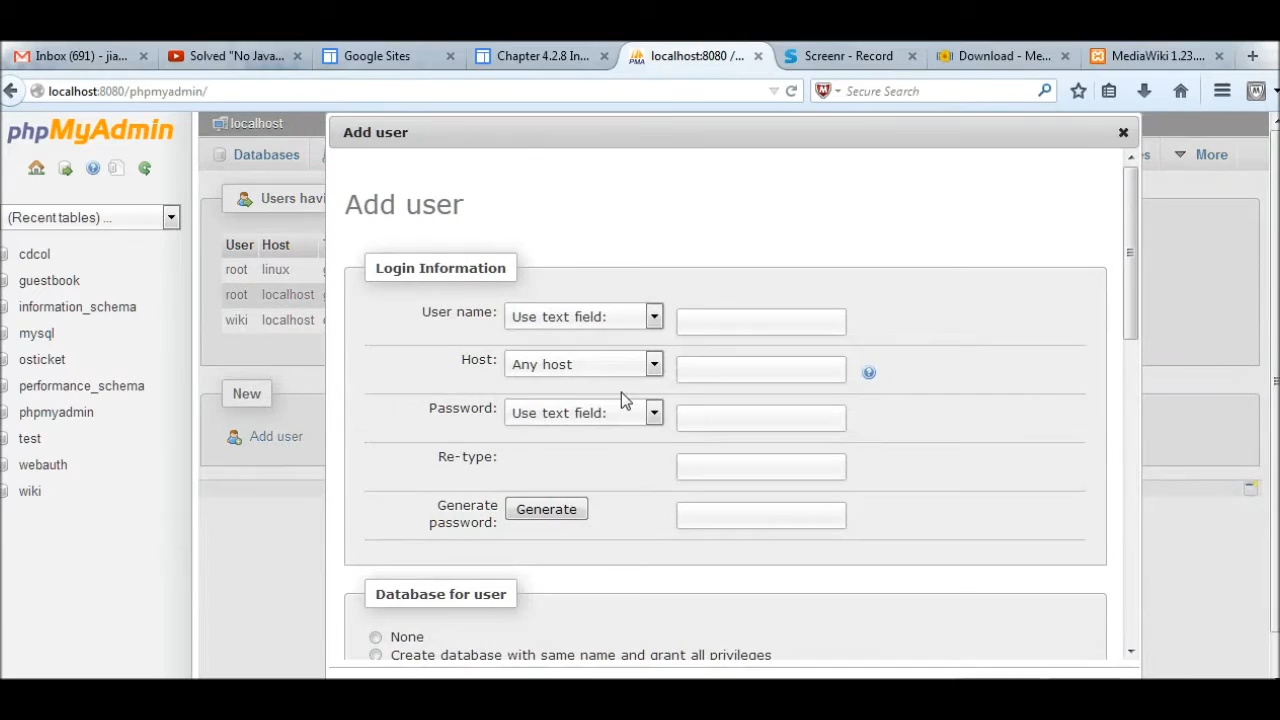 Inbox (691) - jia...
Solved "No Java...
Google Sites
Chapter 4.2.8 In...
localhost:8080 /...
Screenr - Record
Download - Me...
MediaWiki 1.23....
localhost:8080/phpmyadmin/
Secure Search
phpMyAdmin
localhost
Add user
Databases
More
(Recent tables) ...
Users havi
Add user
cdcol
guestbook
information_schema
mysql
osticket
performance_schema
phpmyadmin
test
webauth
wiki
User Host
root linux
root localhost
wiki localhost
New
Add user
Login Information
User name: Use text field:
Host: Any host
Password: Use text field:
Re-type:
Generate
password:
Generate
Database for user
None
Create database with same name and grant all privileges